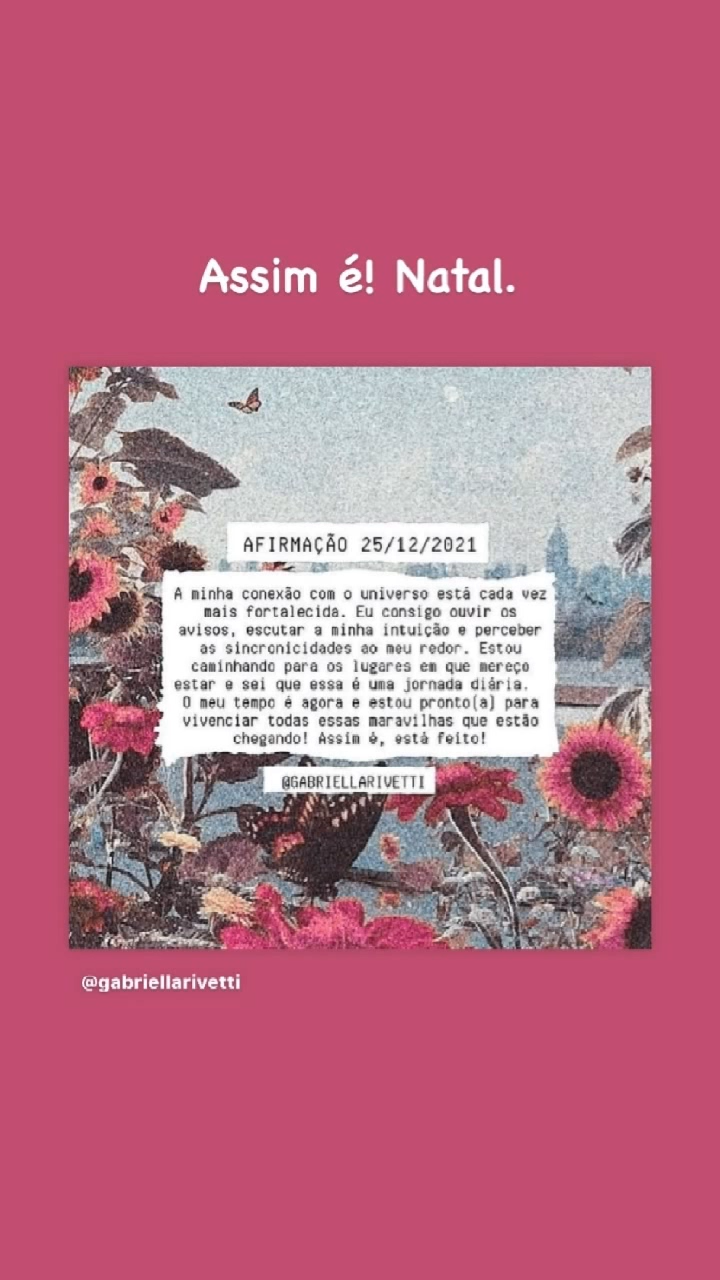 Assim é! Natal.
AFIRMAÇÃO 25/12/2021
A minha conexão com o universo está cada vez
mais fortalecida. Eu consigo ouvir os
avisos, escutar a minha intuição e perceber
as sincronicidades ao meu redor. Estou
caminhando para os lugares em que mereço
estar e sei que essa é uma jornada diária.
O meu tempo é agora e estou pronto(a) para
vivenciar todas essas maravilhas que estão
chegando! Assim é, está feito!
@GABRIELLARIVETTI
@gabriellarivetti